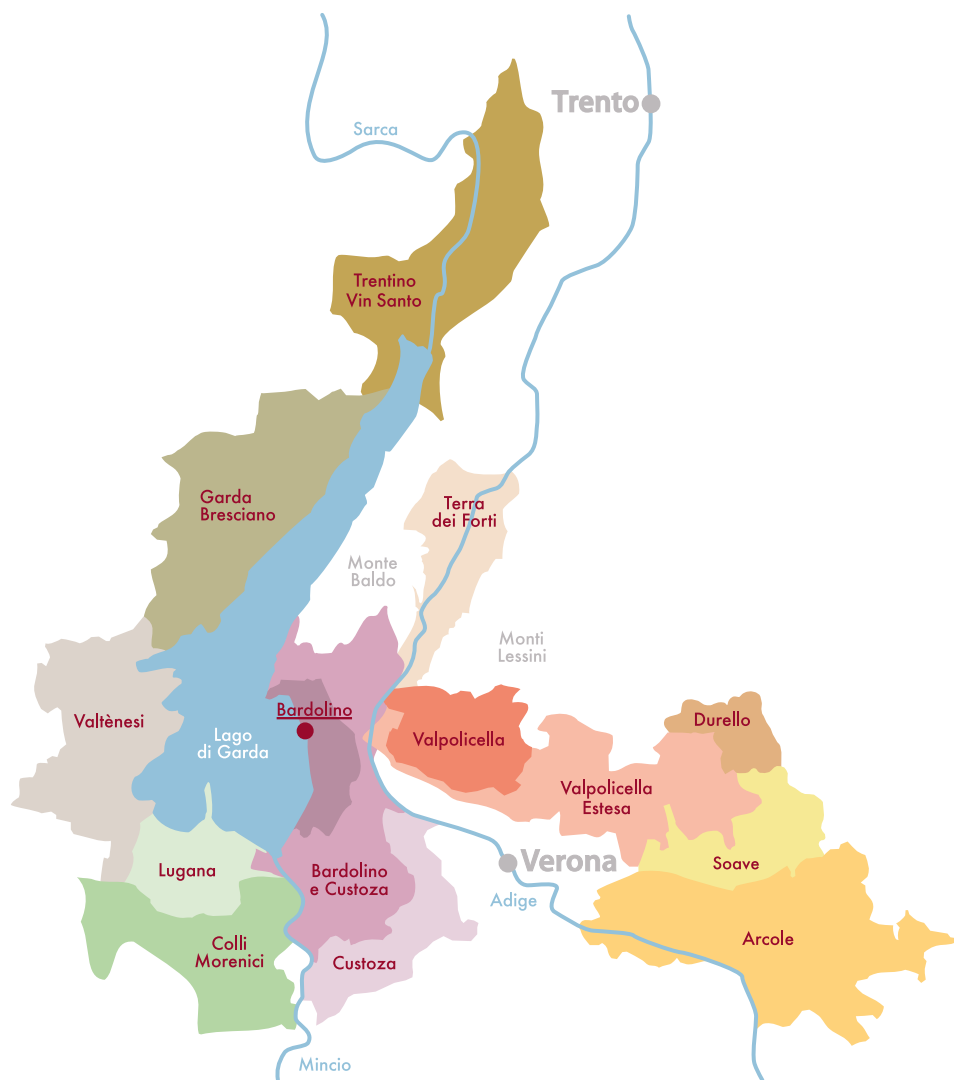 Trento
Sarca
Trentino
Vin Santo
Garda
Bresciano
Terra
dei Forti
Monte
Baldo
Monti
Lessini
Bardolino
Valtènesi
Lago
di Garda
Valpolicella
Durello
Valpolicella
Estesa
Verona
Soave
Lugana
Bardolino
e Custoza
Adige
Colli
Morenici
Custoza
Arcole
Mincio